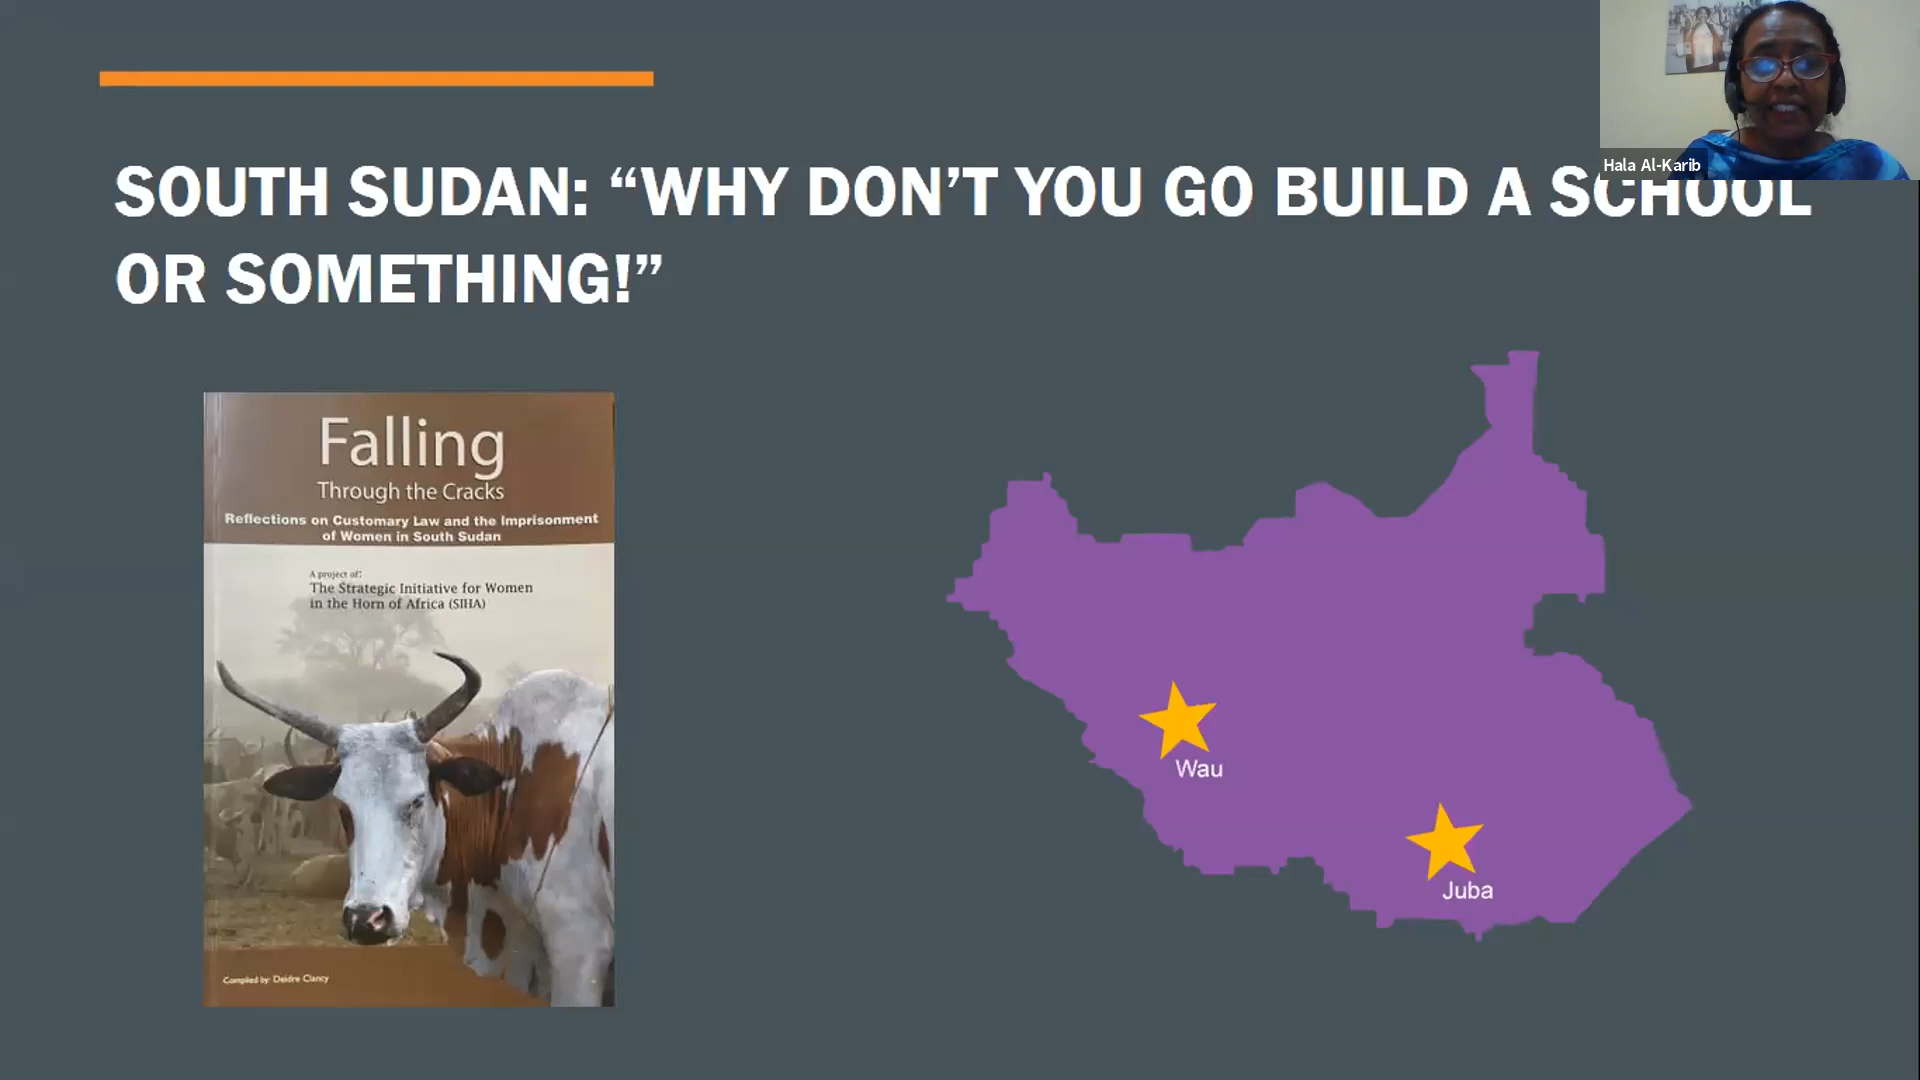 Hala Al-Karib
SOUTH SUDAN: “WHY DON’T YOU GO BUILD A SCHOOL
OR SOMETHING!”
Falling
Through the Cracks
Reflections on Customary Law and the Imprisonment
of Women in South Sudan
A project of:
The Strategic Initiative for Women
in the Horn of Africa (SIHA)
Compiled by: Deidre Clancy
Wau
Juba